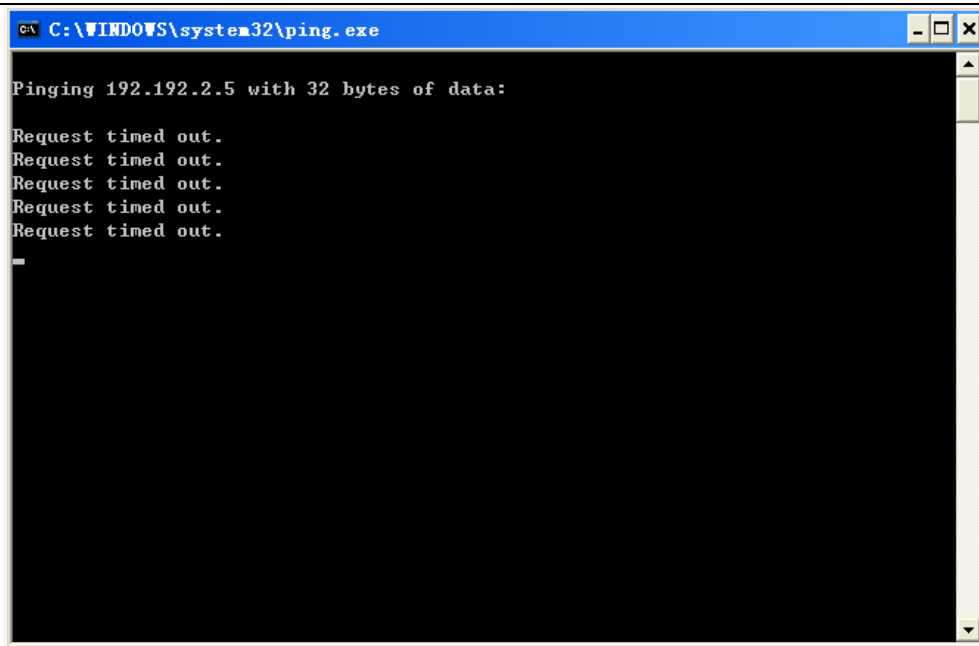 C:\WINDOWS\system32\ping.exe
Pinging 192.192.2.5 with 32 bytes of data:
Request timed out.
Request timed out.
Request timed out.
Request timed out.
Request timed out.